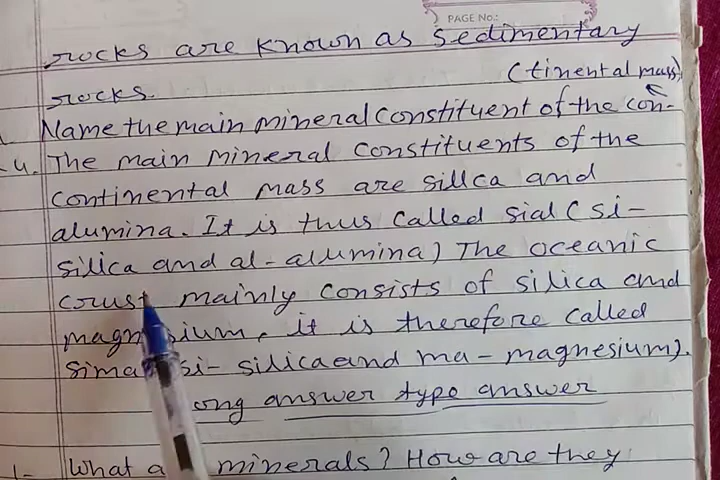 PAGE No.:
rocks are known as sedimentary
rocks.
(tinental mass)
Name the main mineral constituent of the con-
4. The main mineral constituents of the
continental mass are sillca and
alumina. It is thus called sial (si-
silica and al-alumina) The oceanic
crust mainly consists of silica and
magnesium, it is therefore called
sima si- silica and ma - magnesium).
answer type answer
1- What minerals? How are they